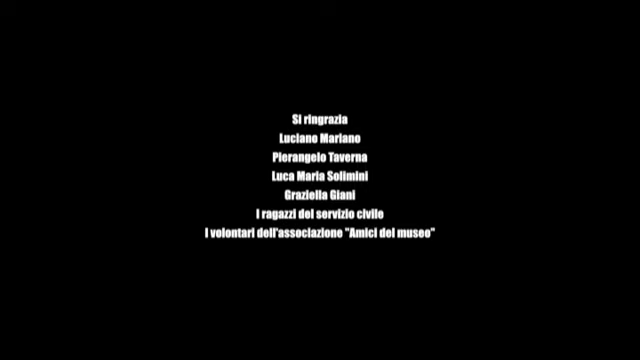 Si ringrazia
Luciano Mariano
Pierangelo Taverna
Luca Maria Solimini
Graziella Giani
I ragazzi del servizio civile
I volontari dell'associazione "Amici del museo"